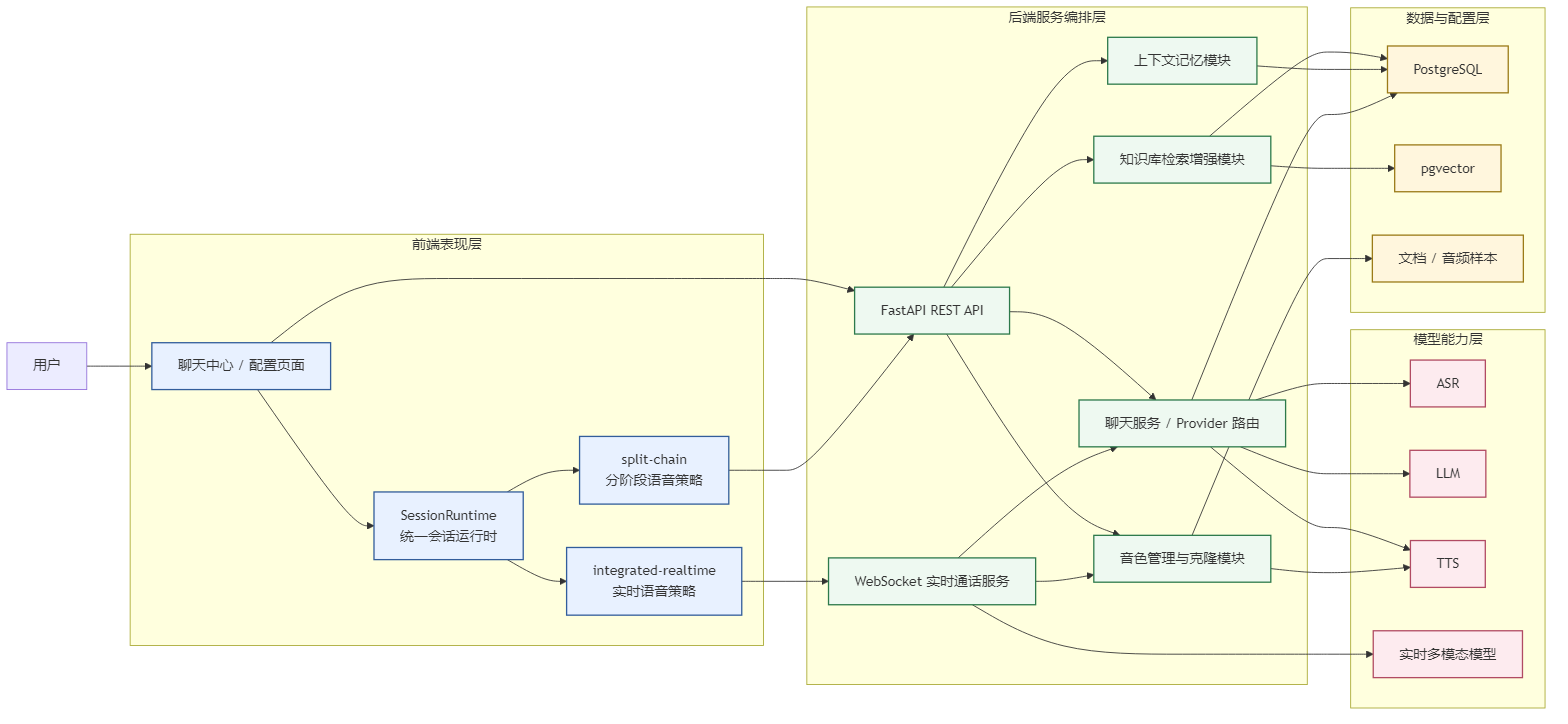 用户
前端表现层
聊天中心 / 配置页面
SessionRuntime
统一会话运行时
split-chain
分阶段语音策略
integrated-realtime
实时语音策略
后端服务编排层
上下文记忆模块
知识库检索增强模块
FastAPI REST API
聊天服务 / Provider 路由
音色管理与克隆模块
WebSocket 实时通话服务
数据与配置层
PostgreSQL
pgvector
文档 / 音频样本
模型能力层
ASR
LLM
TTS
实时多模态模型